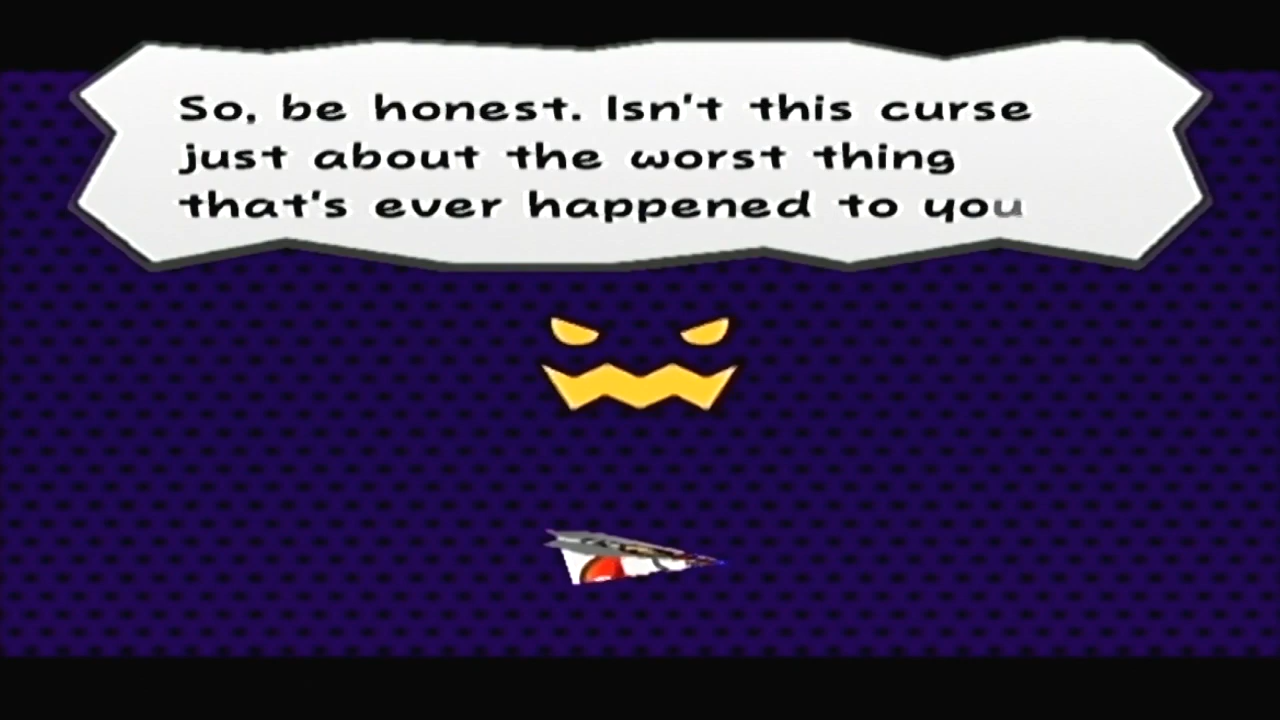 So, be honest. Isn't this curse
just about the worst thing
that's ever happened to you